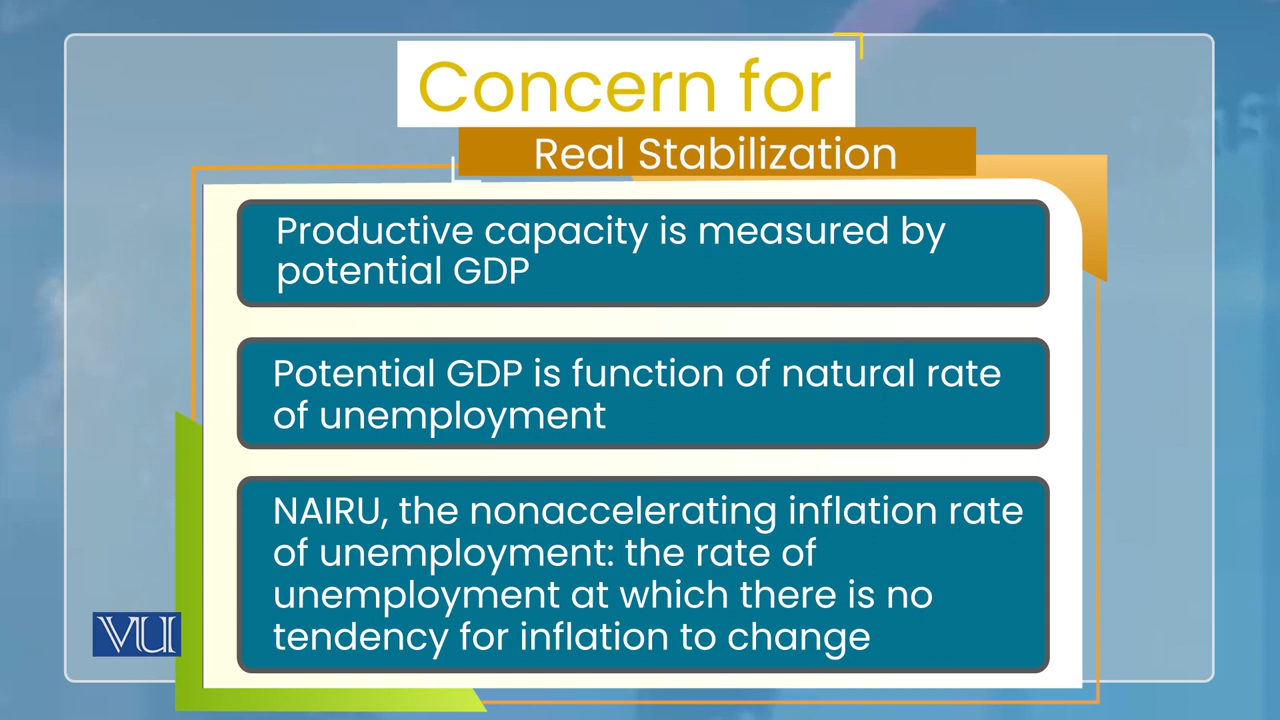 Concern for
Real Stabilization
Productive capacity is measured by
potential GDP
Potential GDP is function of natural rate
of unemployment
NAIRU, the nonaccelerating inflation rate
of unemployment: the rate of
unemployment at which there is no
tendency for inflation to change
VU